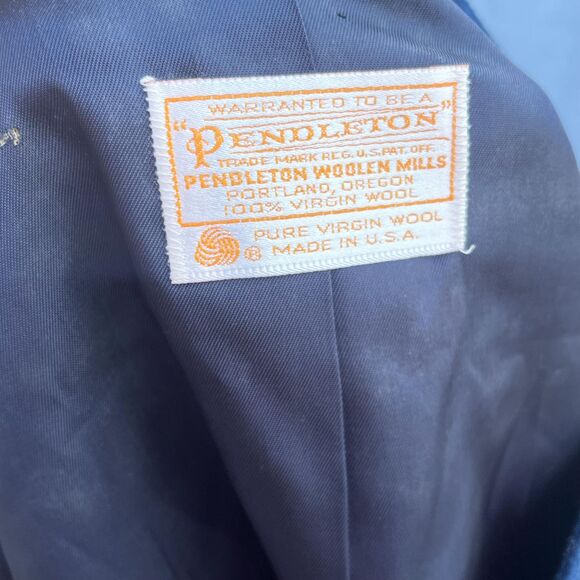 WARRANTED TO BE A
"PENDLETON"
TRADE MARK REG. U.S. PAT. OFF.
PENDLETON WOOLEN MILLS
PORTLAND, OREGON
100% VIRGIN WOOL
® PURE VIRGIN WOOL
MADE IN U.S.A.